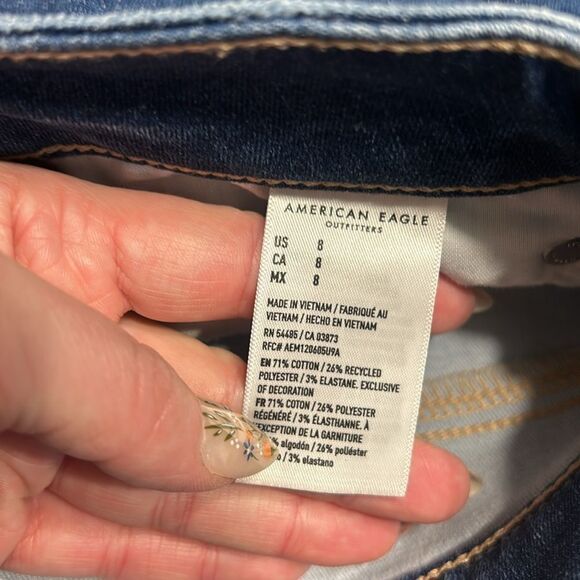 AMERICAN EAGLE
OUTFITTERS
US 8
CA 8
MX 8
MADE IN VIETNAM / FABRIQUÉ AU
VIETNAM / HECHO EN VIETNAM
RN 54485 / CA 03873
RFC# AEM120605U9A
EN 71% COTTON / 26% RECYCLED
POLYESTER / 3% ELASTANE. EXCLUSIVE
OF DECORATION
FR 71% COTON / 26% POLYESTER
RÉGÉNÉRÉ / 3% ÉLASTHANNE. À
L'EXCEPTION DE LA GARNITURE
algodón / 26% poliéster
/ 3% elastano